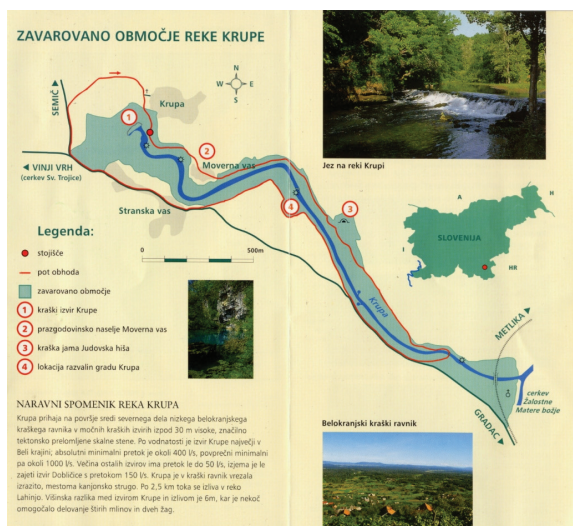 ZAVAROVANO OBMOČJE REKE KRUPE
N
W E
S
SEMIČ
Krupa
1
2
Moverna vas
VINJI VRH
(cerkev Sv. Trojice)
Stranska vas
4
3
Jez na reki Krupi
A
H
SLOVENIJA
I
HR
Legenda:
stojišče
pot obhoda
zavarovano območje
1 kraški izvir Krupe
2 prazgodovinsko naselje Moverna vas
3 kraška jama Judovska hiša
4 lokacija razvalin gradu Krupa
0 500m
Krupa
METLIKA
GRADAC
cerkev
Žalostne
Matere božje
NARAVNI SPOMENIK REKA KRUPA
Krupa prihaja na površje sredi severnega dela nizkega belokranjskega
kraškega ravnika v močnih kraških izvirih izpod 30 m visoke, značilno
tektonsko prelomljene skalne stene. Po vodnatosti je izvir Krupe največji v
Beli krajini; absolutni minimalni pretok je okoli 400 l/s, povprečni minimalni
pa okoli 1000 l/s. Večina ostalih izvirov ima pretok le do 50 l/s, izjema je le
zajeti izvir Dobličice s pretokom 150 l/s. Krupa je v kraški ravnik vrezala
izrazito, mestoma kanjonsko strugo. Po 2,5 km toka se izliva v reko
Lahinjo. Višinska razlika med izvirom Krupe in izlivom je 6m, kar je nekoč
omogočalo delovanje štirih mlinov in dveh žag.
Belokranjski kraški ravnik